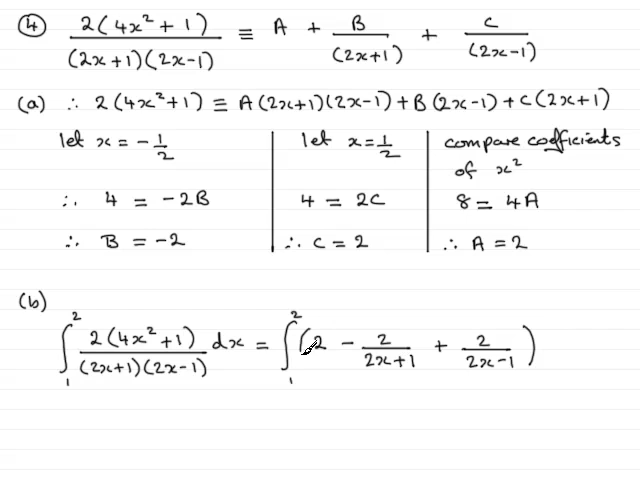 ④ 2(4x² + 1) / (2x+1)(2x-1) ≡ A + B / (2x+1) + C / (2x-1)
(a) ∴ 2(4x²+1) ≡ A(2x+1)(2x-1) + B(2x-1) + C(2x+1)
let x = -1/2
∴ 4 = -2B
∴ B = -2
let x = 1/2
4 = 2C
∴ C = 2
compare coefficients
of x²
8 = 4A
∴ A = 2
(b)
∫₁² 2(4x²+1) / (2x+1)(2x-1) dx = ∫₁² (2 - 2 / 2x+1 + 2 / 2x-1)